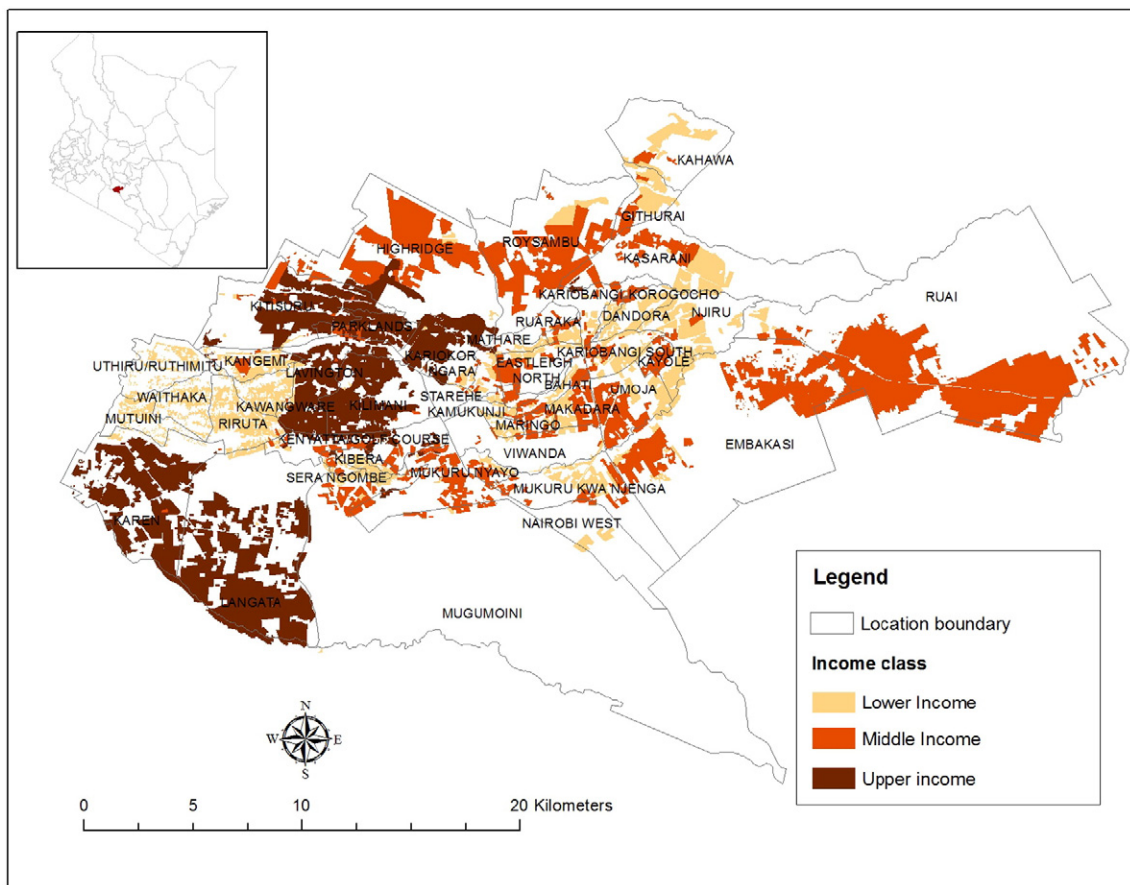 KAHAWA
GITHURAI
HIGHRIDGE
ROYSAMBU
KASARANI
RUAI
KARIOBANGI KOROGOCHO
KITISURU
DANDORA
NJIRU
PARKLANDS
RUARAKA
MATHARE
KARIOKOR
KARIOBANGI SOUTH
UTHIRU/RUTHIMITU
KANGEMI
EASTLEIGH
NORTH
KAYOLE
LAVINGTON
NGARA
BAHATI
UMOJA
WAITHAKA
STAREHE
KAWANGWARE
KILIMANI
KAMUKUNJI
MAKADARA
MUTUINI
RIRUTA
MARINGO
KENYATTA GOLF COURSE
EMBAKASI
KIBERA
VIWANDA
SERA NGOMBE
MUKURU NYAYO
MUKURU KWA NJENGA
KAREN
NAIROBI WEST
LANGATA
MUGUMOINI
Legend
Location boundary
Income class
Lower Income
Middle Income
Upper income
N
W E
S
0 5 10 20 Kilometers